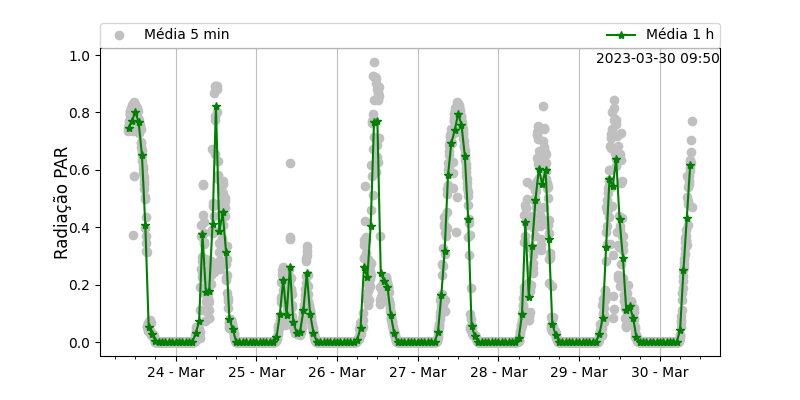 Média 5 min
Média 1 h
2023-03-30 09:50
Radiação PAR
1.0
0.8
0.6
0.4
0.2
0.0
24 - Mar
25 - Mar
26 - Mar
27 - Mar
28 - Mar
29 - Mar
30 - Mar